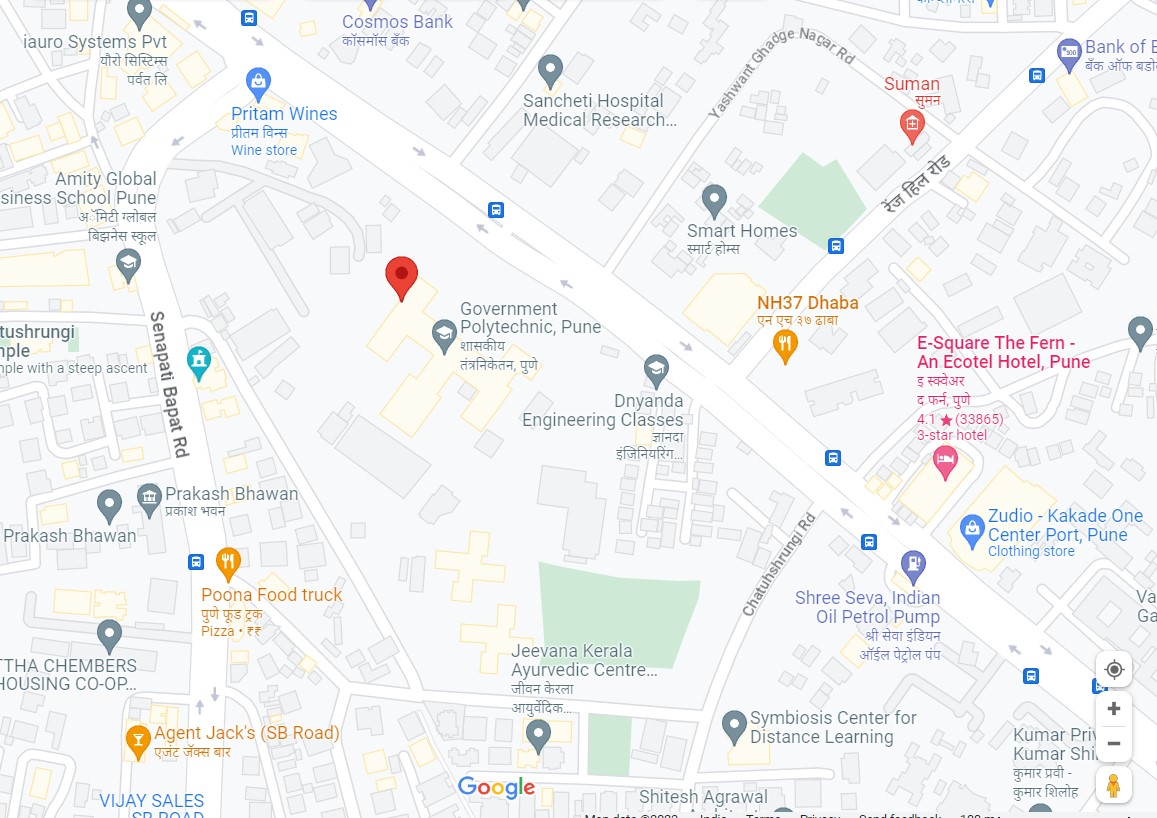 Cosmos Bank
कॉसमॉस बँक
iauro Systems Pvt
यौरो सिस्टिम्स
पर्वत लि
Bank of
बँक ऑफ
Yashwant Ghadge Nagar Rd
Suman
सुमन
Sancheti Hospital
Medical Research...
Pritam Wines
प्रीतम विन्स
Wine store
रेंज हिल रोड
Amity Global
siness School Pune
अॅमिटी ग्लोबल
बिझनेस स्कूल
Smart Homes
स्मार्ट होम्स
NH37 Dhaba
एन एच ३७ ढाबा
Government
Polytechnic, Pune
शासकीय
तंत्रनिकेतन, पुणे
Senapati Bapat Rd
tushrungi
nple
nple with a steep ascent
E-Square The Fern -
An Ecotel Hotel, Pune
इ स्क्वेअर
द फर्न, पुणे
4.1 ★ (33865)
3-star hotel
Dnyanda
Engineering Classes
ज्ञानदा
इंजिनियरिंग...
Prakash Bhawan
प्रकाश भवन
Prakash Bhawan
Zudio - Kakade One
Center Port, Pune
Clothing store
Chatuhshrungi Rd
Poona Food truck
पुणे फूड ट्रक
Pizza • ₹₹
Shree Seva, Indian
Oil Petrol Pump
श्री सेवा इंडियन
ऑईल पेट्रोल पंप
Va
Ga
TTHA CHEMBERS
HOUSING CO-OP...
Jeevana Kerala
Ayurvedic Centre...
जीवन केरला
आयुर्वेदिक...
Agent Jack's (SB Road)
एजंट जॅक्स बार
Symbiosis Center for
Distance Learning
Kumar Priv
Kumar Shi
कुमार प्रवी -
कुमार शिलोह
Google
VIJAY SALES
SB ROAD
Shitesh Agrawal